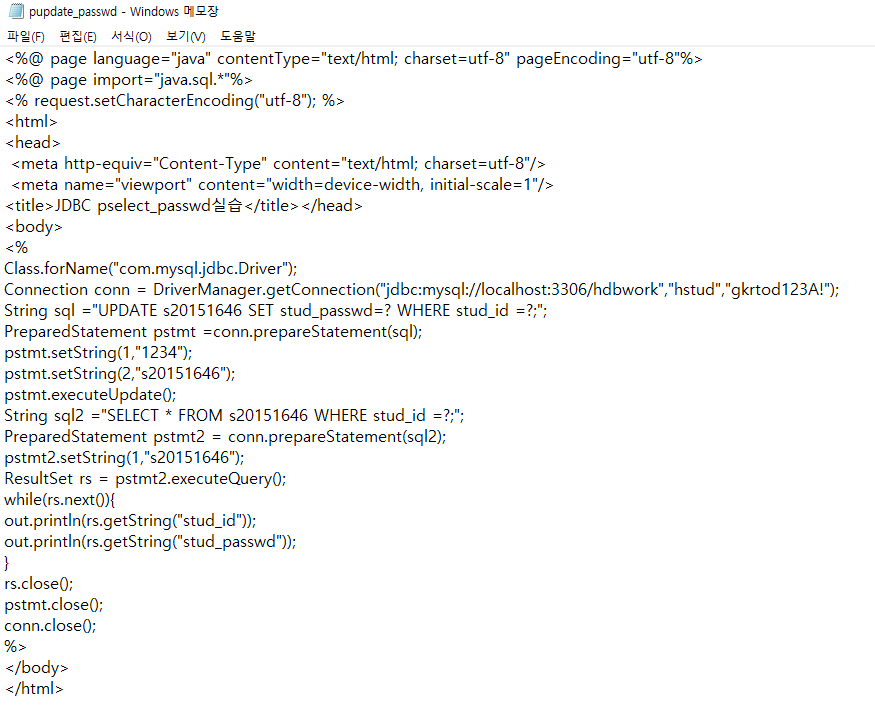 pupdate_passwd - Windows 메모장
파일(F) 편집(E) 서식(O) 보기(V) 도움말
<%@ page language="java" contentType="text/html; charset=utf-8" pageEncoding="utf-8"%>
<%@ page import="java.sql.*"%>
<% request.setCharacterEncoding("utf-8"); %>
<html>
<head>
<meta http-equiv="Content-Type" content="text/html; charset=utf-8"/>
<meta name="viewport" content="width=device-width, initial-scale=1"/>
<title>JDBC pselect_passwd실습</title></head>
<body>
<%
Class.forName("com.mysql.jdbc.Driver");
Connection conn = DriverManager.getConnection("jdbc:mysql://localhost:3306/hdbwork","hstud","gkrtod123A!");
String sql ="UPDATE s20151646 SET stud_passwd=? WHERE stud_id =?;";
PreparedStatement pstmt =conn.prepareStatement(sql);
pstmt.setString(1,"1234");
pstmt.setString(2,"s20151646");
pstmt.executeUpdate();
String sql2 ="SELECT * FROM s20151646 WHERE stud_id =?;";
PreparedStatement pstmt2 = conn.prepareStatement(sql2);
pstmt2.setString(1,"s20151646");
ResultSet rs = pstmt2.executeQuery();
while(rs.next()){
out.println(rs.getString("stud_id"));
out.println(rs.getString("stud_passwd"));
}
rs.close();
pstmt.close();
conn.close();
%>
</body>
</html>